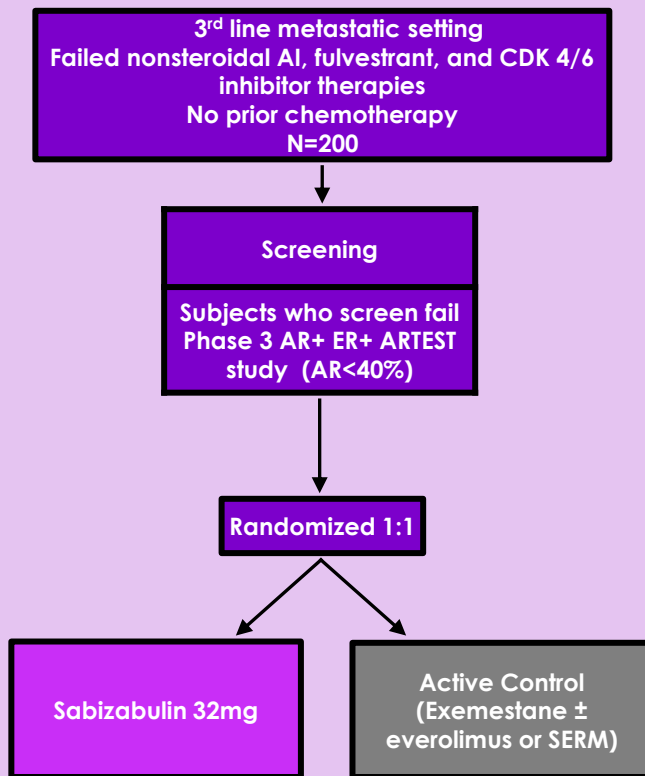 3rd line metastatic setting
Failed nonsteroidal AI, fulvestrant, and CDK 4/6
inhibitor therapies
No prior chemotherapy
N=200
Screening
Subjects who screen fail
Phase 3 AR+ ER+ ARTEST
study (AR<40%)
Randomized 1:1
Sabizabulin 32mg
Active Control
(Exemestane ±
everolimus or SERM)